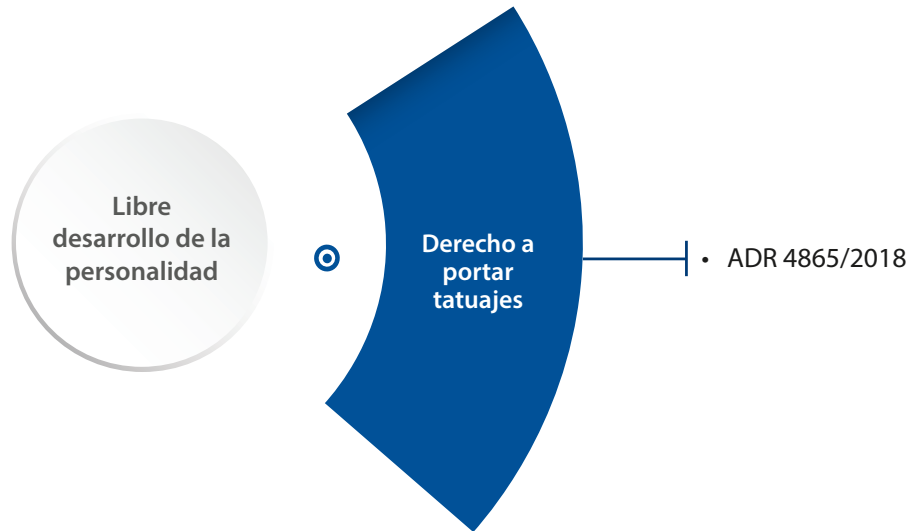 Libre
desarrollo de la
personalidad
Derecho a
portar
tatuajes
• ADR 4865/2018